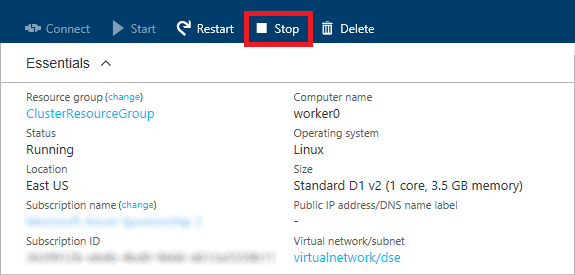 Connect Start Restart Stop Delete
Essentials
Resource group (change)
ClusterResourceGroup
Status
Running
Location
East US
Subscription name (change)
Subscription ID
Computer name
worker0
Operating system
Linux
Size
Standard D1 v2 (1 core, 3.5 GB memory)
Public IP address/DNS name label
-
Virtual network/subnet
virtualnetwork/dse